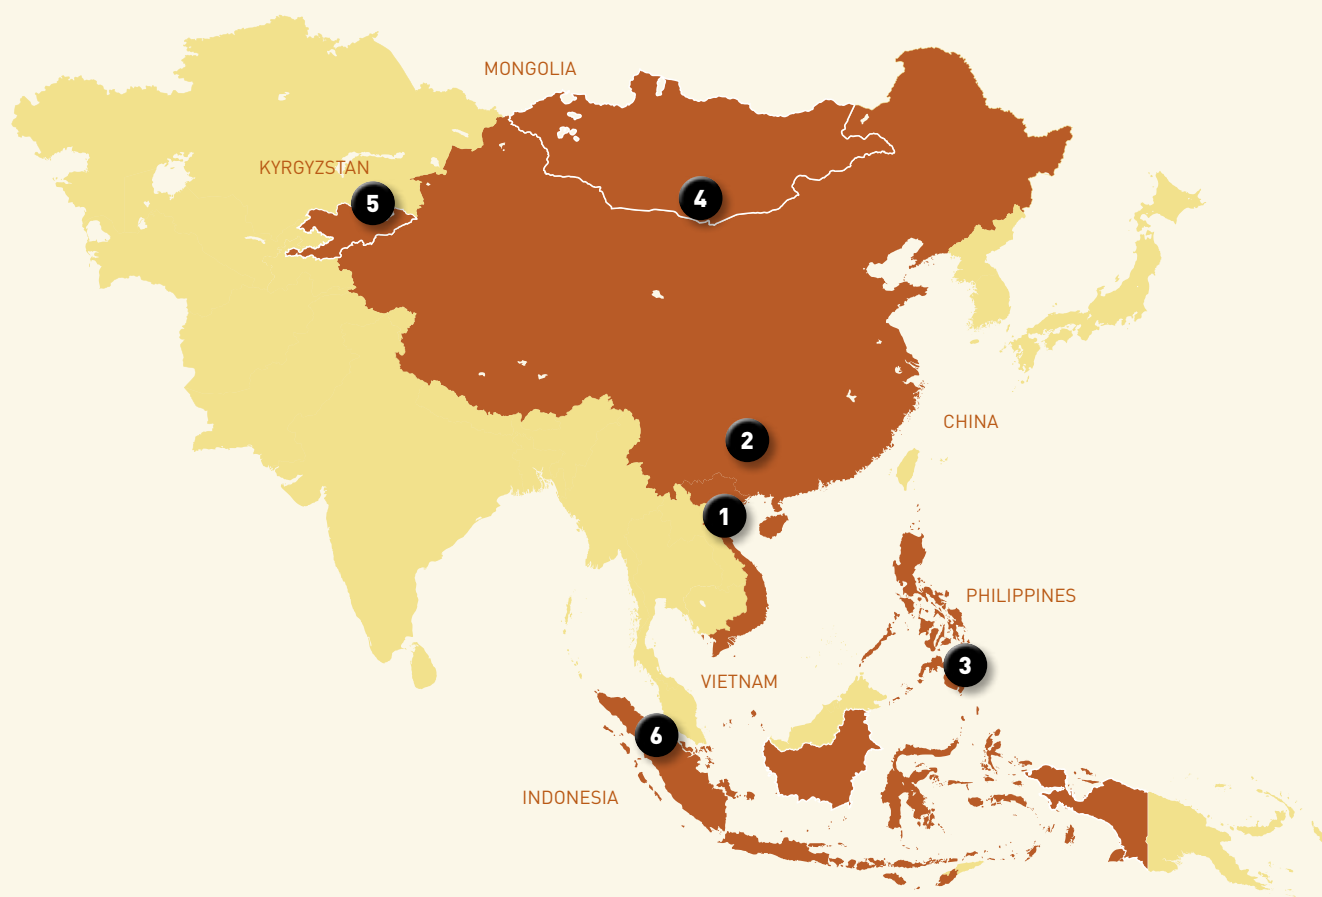 MONGOLIA
KYRGYZSTAN
4
5
CHINA
2
1
PHILIPPINES
3
VIETNAM
6
INDONESIA